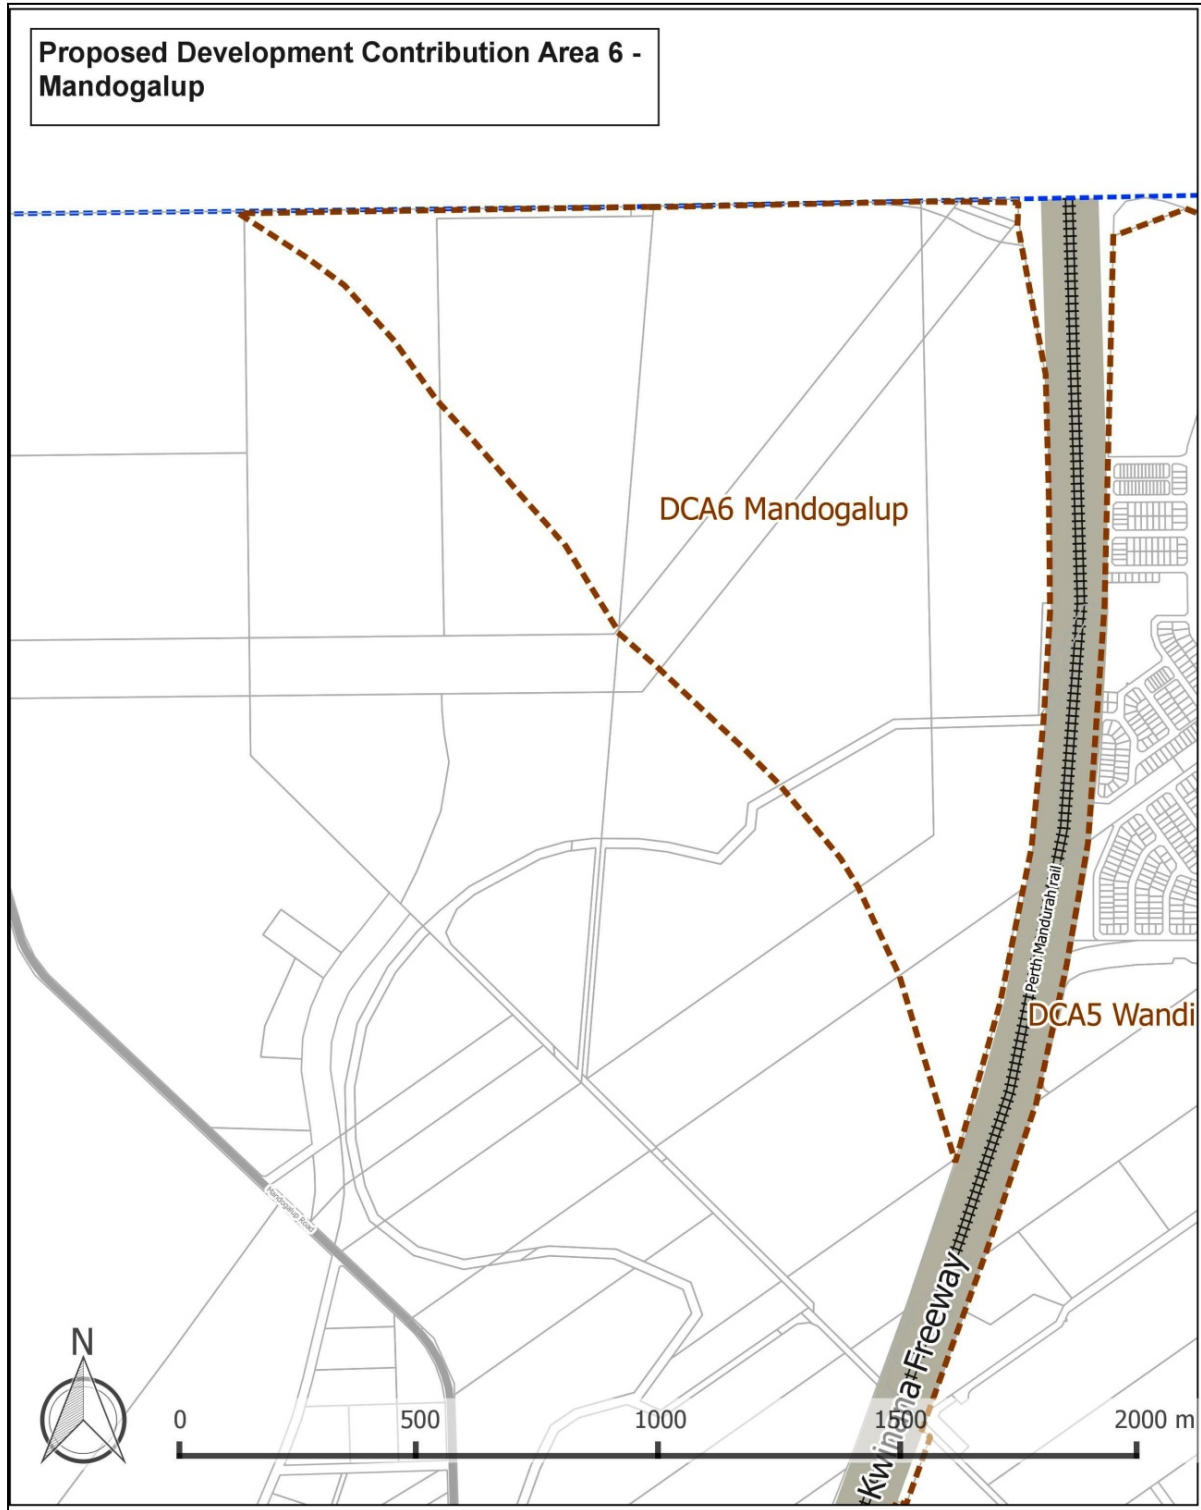 Proposed Development Contribution Area 6 -
Mandogalup
DCA6 Mandogalup
Perth Mandurah rail
DCA5 Wandi
Mandogalup Road
Kwinana Freeway
N
0 500 1000 1500 2000 m